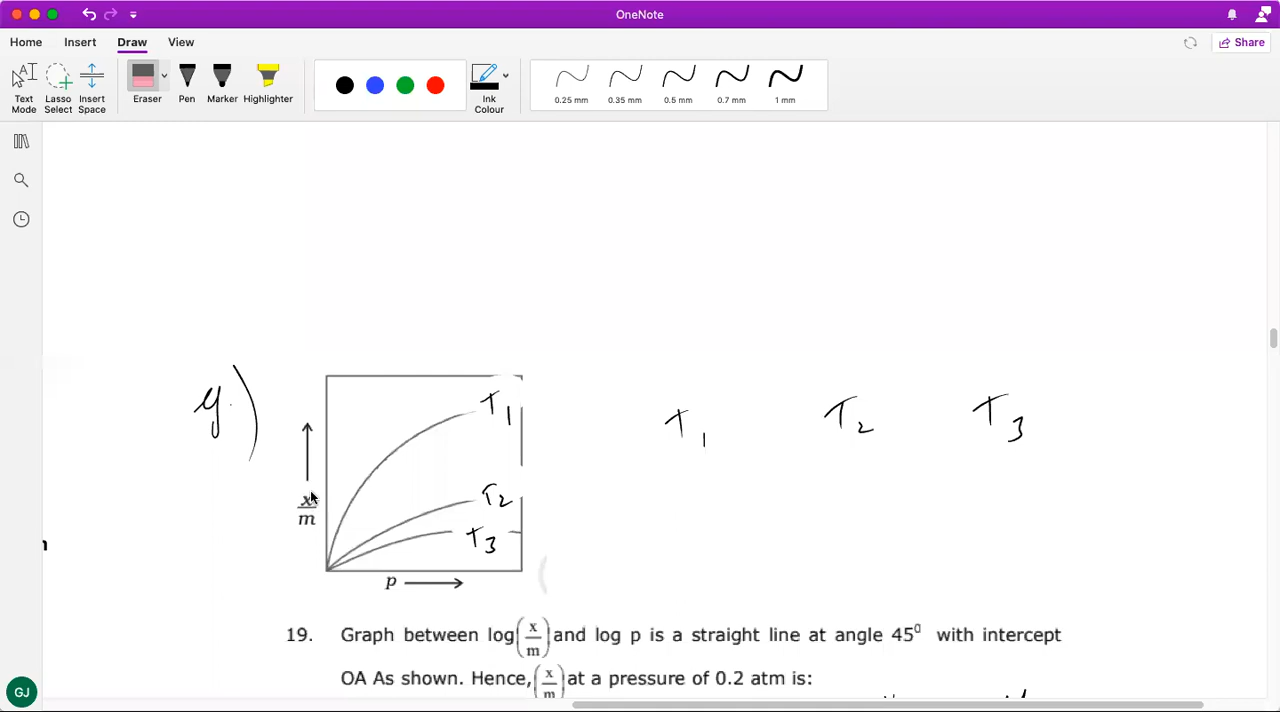 OneNote
Home Insert Draw View
Share
Text Mode
Lasso Select
Insert Space
Eraser
Pen
Marker
Highlighter
Ink Colour
0.25 mm
0.35 mm
0.5 mm
0.7 mm
1 mm
T1
T1 T2 T3
T2
x/m
T3
p
19. Graph between log(x/m) and log p is a straight line at angle 45⁰ with intercept
OA As shown. Hence, (x/m) at a pressure of 0.2 atm is:
GJ